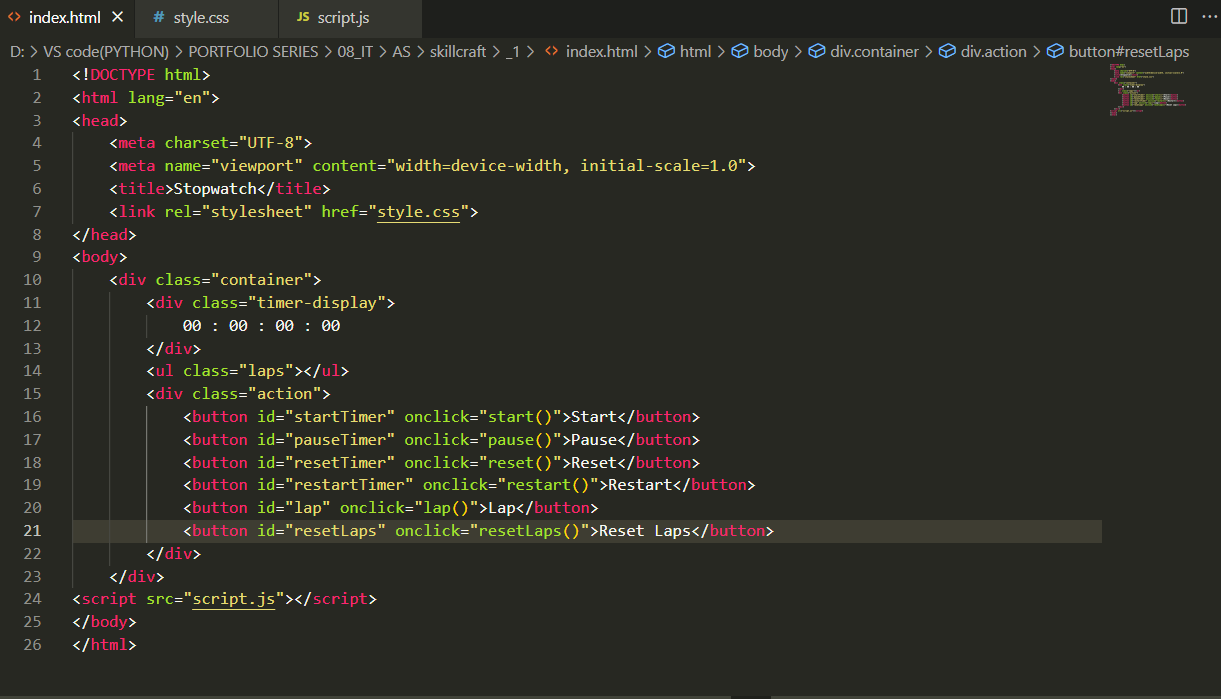 index.html
# style.css
JS script.js
D: > VS code(PYTHON) > PORTFOLIO SERIES > 08_IT > AS > skillcraft > _1 > index.html > html > body > div.container > div.action > button#resetLaps
1 <!DOCTYPE html>
2 <html lang="en">
3 <head>
4     <meta charset="UTF-8">
5     <meta name="viewport" content="width=device-width, initial-scale=1.0">
6     <title>Stopwatch</title>
7     <link rel="stylesheet" href="style.css">
8 </head>
9 <body>
10     <div class="container">
11         <div class="timer-display">
12             00 : 00 : 00 : 00
13         </div>
14         <ul class="laps"></ul>
15         <div class="action">
16             <button id="startTimer" onclick="start()">Start</button>
17             <button id="pauseTimer" onclick="pause()">Pause</button>
18             <button id="resetTimer" onclick="reset()">Reset</button>
19             <button id="restartTimer" onclick="restart()">Restart</button>
20             <button id="lap" onclick="lap()">Lap</button>
21             <button id="resetLaps" onclick="resetLaps()">Reset Laps</button>
22         </div>
23     </div>
24 <script src="script.js"></script>
25 </body>
26 </html>